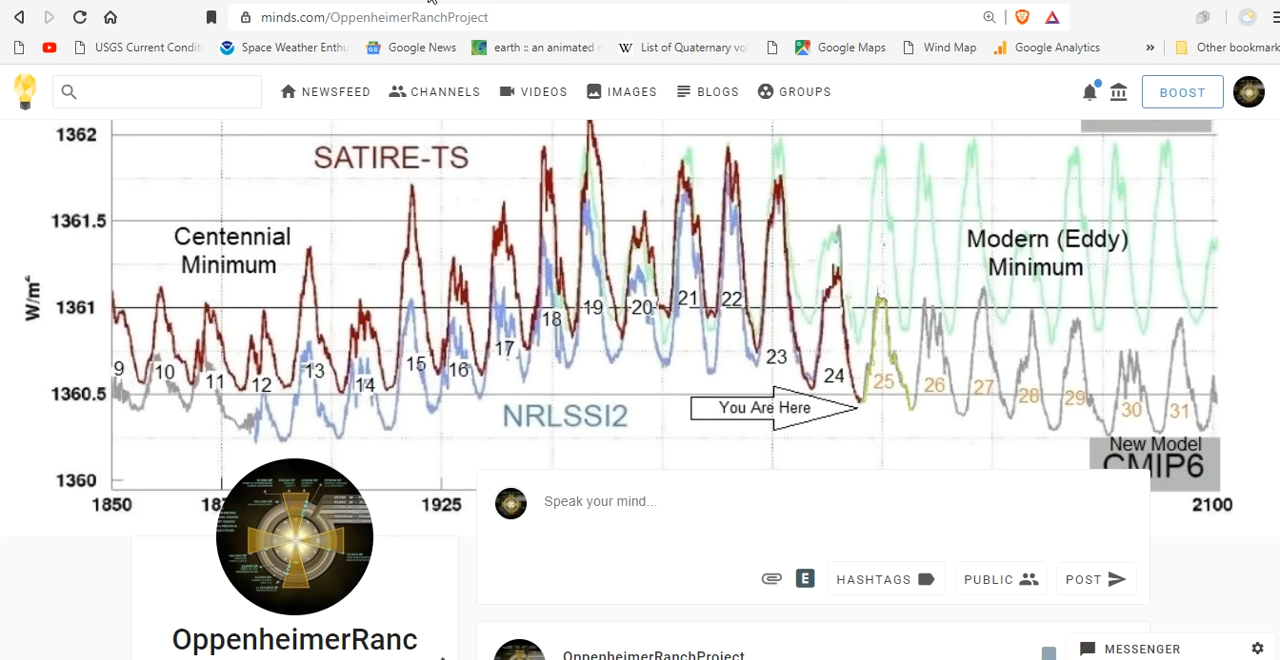 minds.com/OppenheimerRanchProject
USGS Current Condit
Space Weather Enthu
Google News
earth :: an animated
W List of Quaternary vo
Google Maps
Wind Map
Google Analytics
»
Other bookmark
NEWSFEED
CHANNELS
VIDEOS
IMAGES
BLOGS
GROUPS
BOOST
1362
1361.5
1361
1360.5
1360
W/m²
SATIRE-TS
Centennial
Minimum
Modern (Eddy)
Minimum
9 10 11 12 13 14 15 16 17 18 19 20 21 22 23 24 25 26 27 28 29 30 31
You Are Here
NRLSSI2
New Model
CMIP6
1850
1925
2100
Speak your mind...
E
HASHTAGS
PUBLIC
POST
OppenheimerRanc
OppenheimerRanchProject
MESSENGER